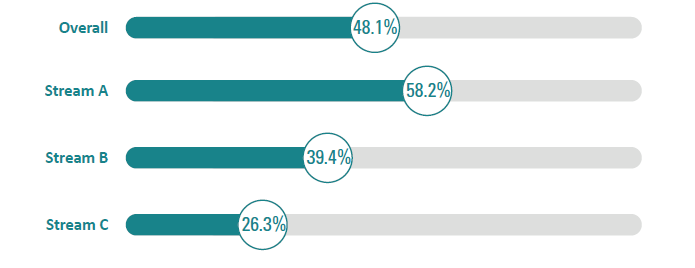 Overall 48.1%
Stream A 58.2%
Stream B 39.4%
Stream C 26.3%